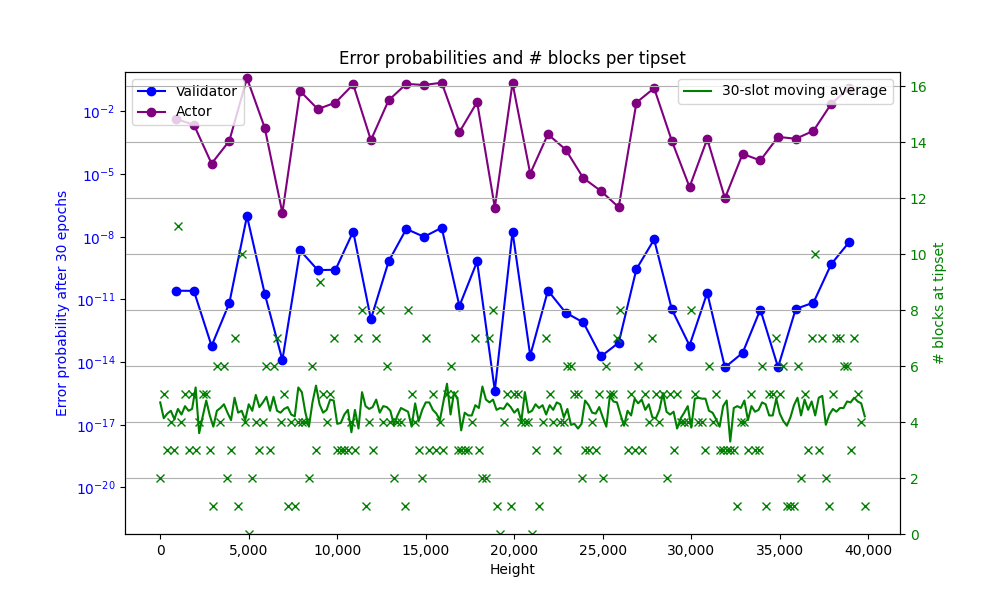 Error probabilities and # blocks per tipset
Validator
Actor
30-slot moving average
10⁻²
10⁻⁵
10⁻⁸
10⁻¹¹
10⁻¹⁴
10⁻¹⁷
10⁻²⁰
Error probability after 30 epochs
16
14
12
10
8
6
4
2
0
# blocks at tipset
0 5,000 10,000 15,000 20,000 25,000 30,000 35,000 40,000
Height